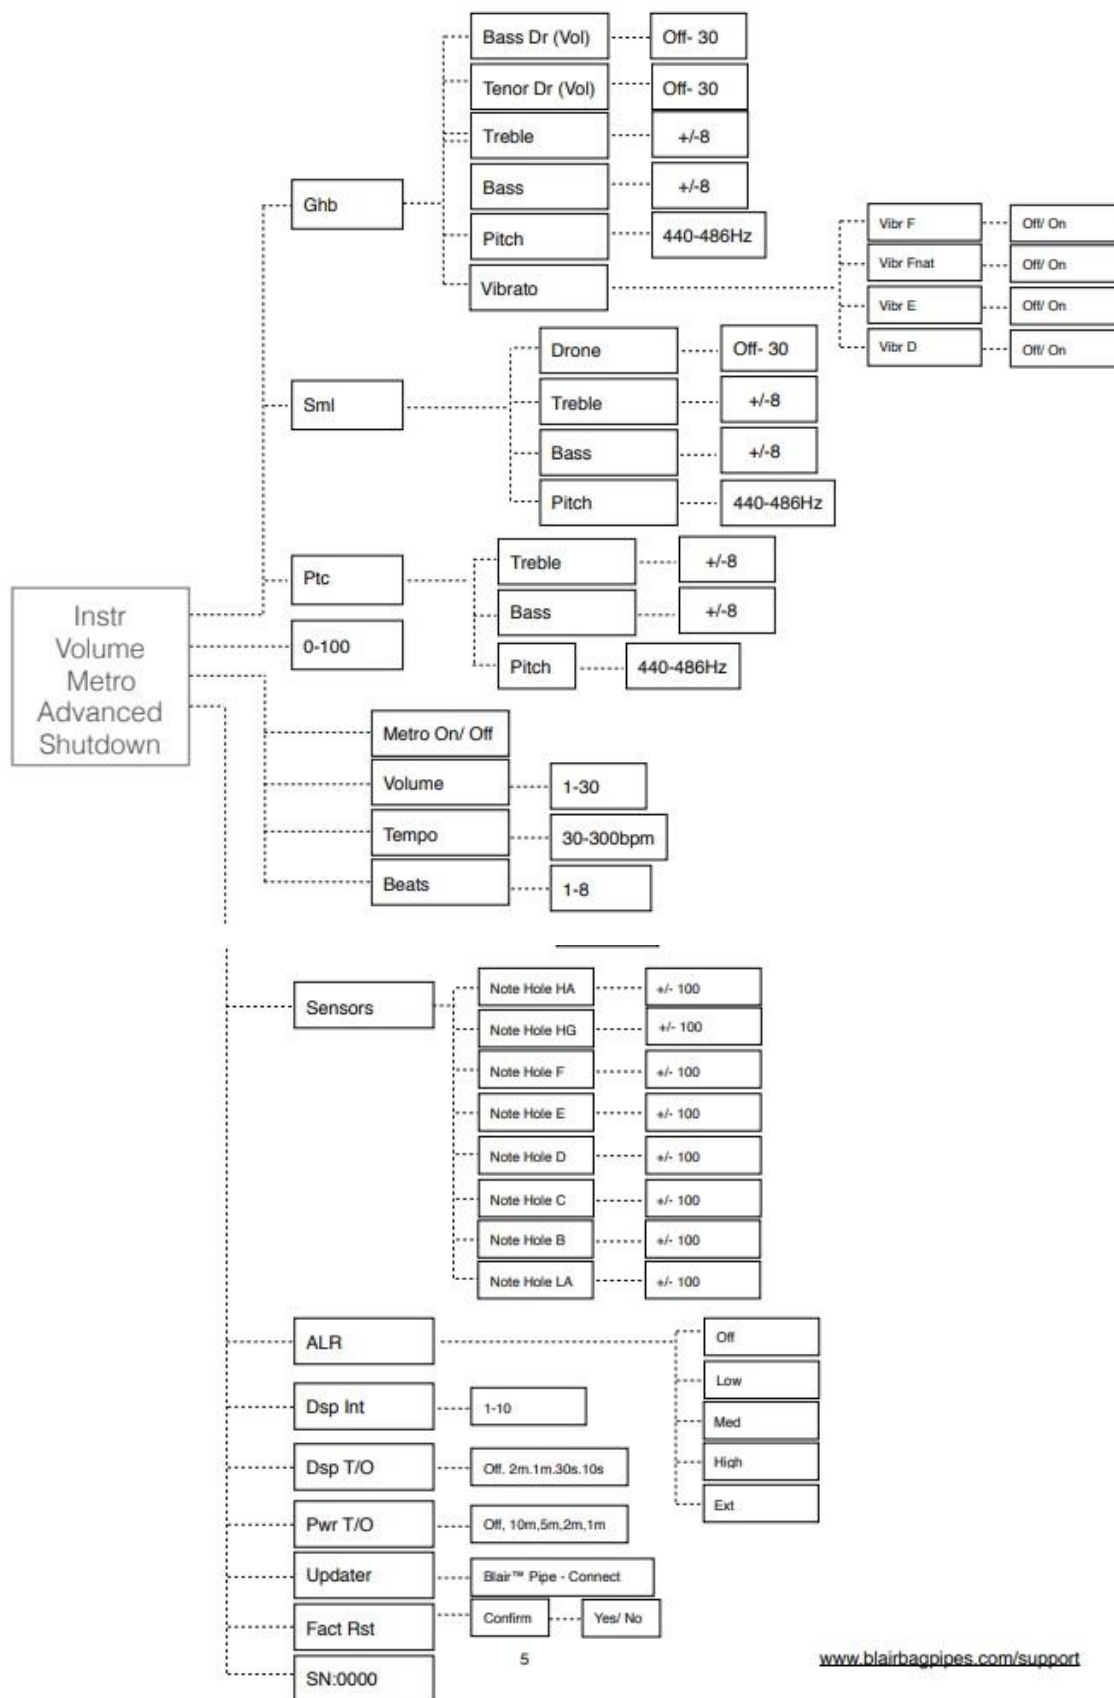 Bass Dr (Vol)
Off- 30
Tenor Dr (Vol)
Off- 30
Treble
+/-8
Ghb
Bass
+/-8
Pitch
440-486Hz
Vibrato
Vibr F
Off/ On
Vibr Fnat
Off/ On
Vibr E
Off/ On
Vibr D
Off/ On
Sml
Drone
Off- 30
Treble
+/-8
Bass
+/-8
Pitch
440-486Hz
Ptc
Treble
+/-8
Bass
+/-8
Pitch
440-486Hz
Instr
Volume
Metro
Advanced
Shutdown
0-100
Metro On/ Off
Volume
1-30
Tempo
30-300bpm
Beats
1-8
Sensors
Note Hole HA
+/- 100
Note Hole HG
+/- 100
Note Hole F
+/- 100
Note Hole E
+/- 100
Note Hole D
+/- 100
Note Hole C
+/- 100
Note Hole B
+/- 100
Note Hole LA
+/- 100
ALR
Off
Low
Med
High
Ext
Dsp Int
1-10
Dsp T/O
Off. 2m.1m.30s.10s
Pwr T/O
Off, 10m,5m,2m,1m
Updater
Blair™ Pipe - Connect
Fact Rst
Confirm
Yes/ No
SN:0000
5
www.blairbagpipes.com/support